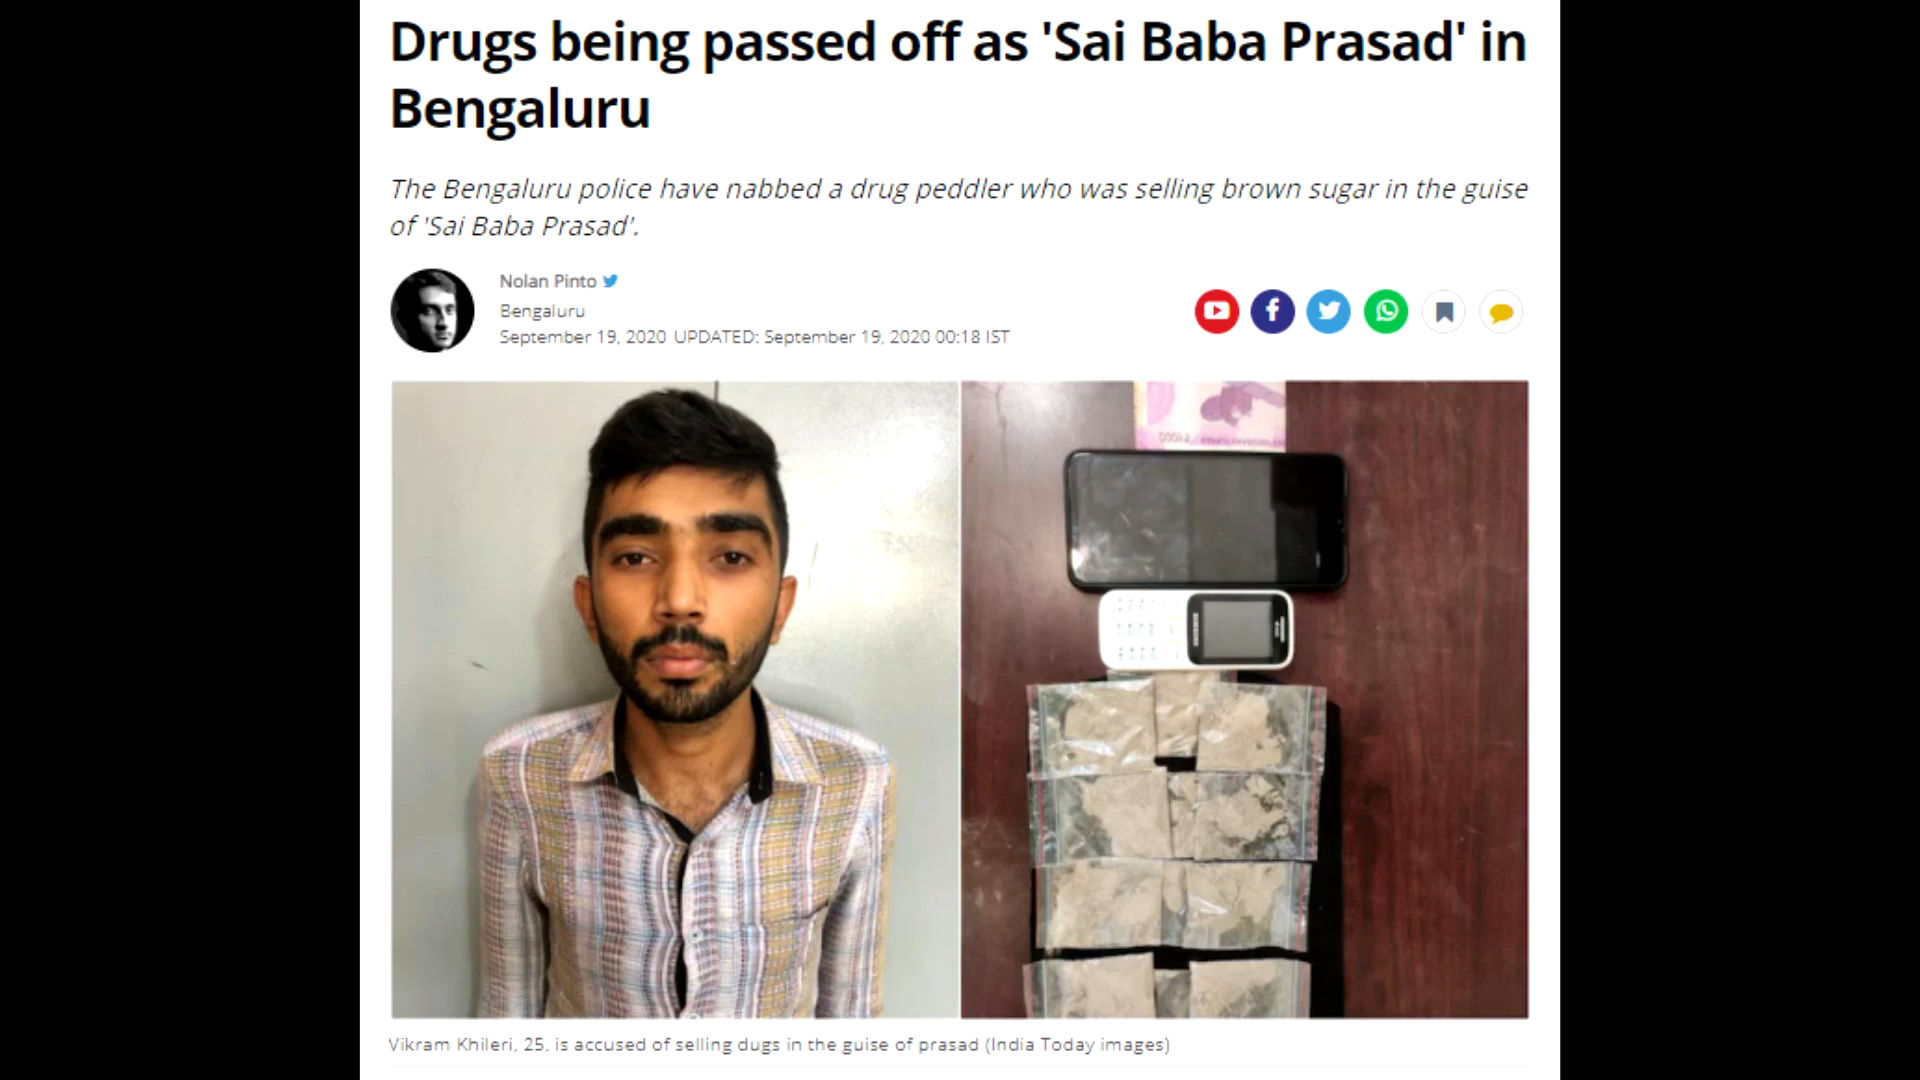 Drugs being passed off as 'Sai Baba Prasad' in
Bengaluru
The Bengaluru police have nabbed a drug peddler who was selling brown sugar in the guise
of 'Sai Baba Prasad'.
Nolan Pinto
Bengaluru
September 19, 2020 UPDATED: September 19, 2020 00:18 IST
SAMSUNG
Vikram Khileri, 25, is accused of selling dugs in the guise of prasad (India Today images)